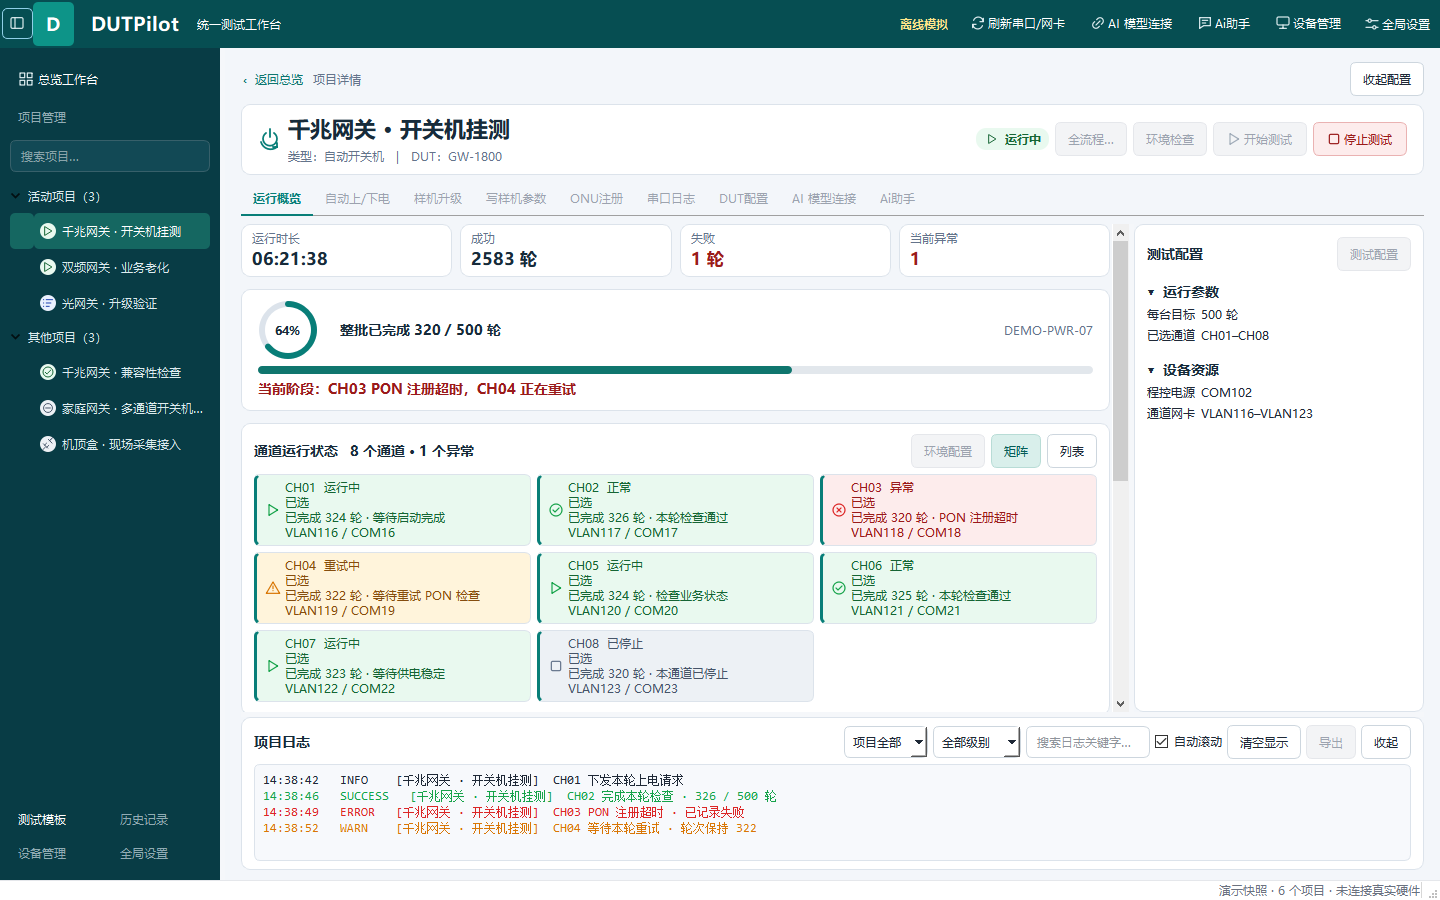 D DUTPilot 统一测试工作台 离线模拟 刷新串口/网卡 AI 模型连接 Ai助手 设备管理 全局设置
总览工作台
项目管理
搜索项目...
活动项目 (3)
千兆网关 · 开关机挂测
双频网关 · 业务老化
光网关 · 升级验证
其他项目 (3)
千兆网关 · 兼容性检查
家庭网关 · 多通道开关机...
机顶盒 · 现场采集接入
测试模板 历史记录
设备管理 全局设置
‹ 返回总览 项目详情 收起配置
千兆网关 • 开关机挂测
类型: 自动开关机 | DUT: GW-1800
运行中 全流程... 环境检查 开始测试 停止测试
运行概览 自动上/下电 样机升级 写样机参数 ONU注册 串口日志 DUT配置 AI 模型连接 Ai助手
运行时长 成功 失败 当前异常
06:21:38 2583 轮 1 轮 1
64% 整批已完成 320 / 500 轮 DEMO-PWR-07
当前阶段: CH03 PON 注册超时, CH04 正在重试
通道运行状态 8 个通道 • 1 个异常 环境配置 矩阵 列表
CH01 运行中
已选
已完成 324 轮 · 等待启动完成
VLAN116 / COM16
CH02 正常
已选
已完成 326 轮 · 本轮检查通过
VLAN117 / COM17
CH03 异常
已选
已完成 320 轮 · PON 注册超时
VLAN118 / COM18
CH04 重试中
已选
已完成 322 轮 · 等待重试 PON 检查
VLAN119 / COM19
CH05 运行中
已选
已完成 324 轮 · 检查业务状态
VLAN120 / COM20
CH06 正常
已选
已完成 325 轮 · 本轮检查通过
VLAN121 / COM21
CH07 运行中
已选
已完成 323 轮 · 等待供电稳定
VLAN122 / COM22
CH08 已停止
已选
已完成 320 轮 · 本通道已停止
VLAN123 / COM23
测试配置 测试配置
运行参数
每台目标 500 轮
已选通道 CH01–CH08
设备资源
程控电源 COM102
通道网卡 VLAN116–VLAN123
项目日志 项目全部 全部级别 搜索日志关键字... 自动滚动 清空显示 导出 收起
14:38:42 INFO [千兆网关 · 开关机挂测] CH01 下发本轮上电请求
14:38:46 SUCCESS [千兆网关 · 开关机挂测] CH02 完成本轮检查 · 326 / 500 轮
14:38:49 ERROR [千兆网关 · 开关机挂测] CH03 PON 注册超时 · 已记录失败
14:38:52 WARN [千兆网关 · 开关机挂测] CH04 等待本轮重试 · 轮次保持 322
演示快照 · 6 个项目 · 未连接真实硬件